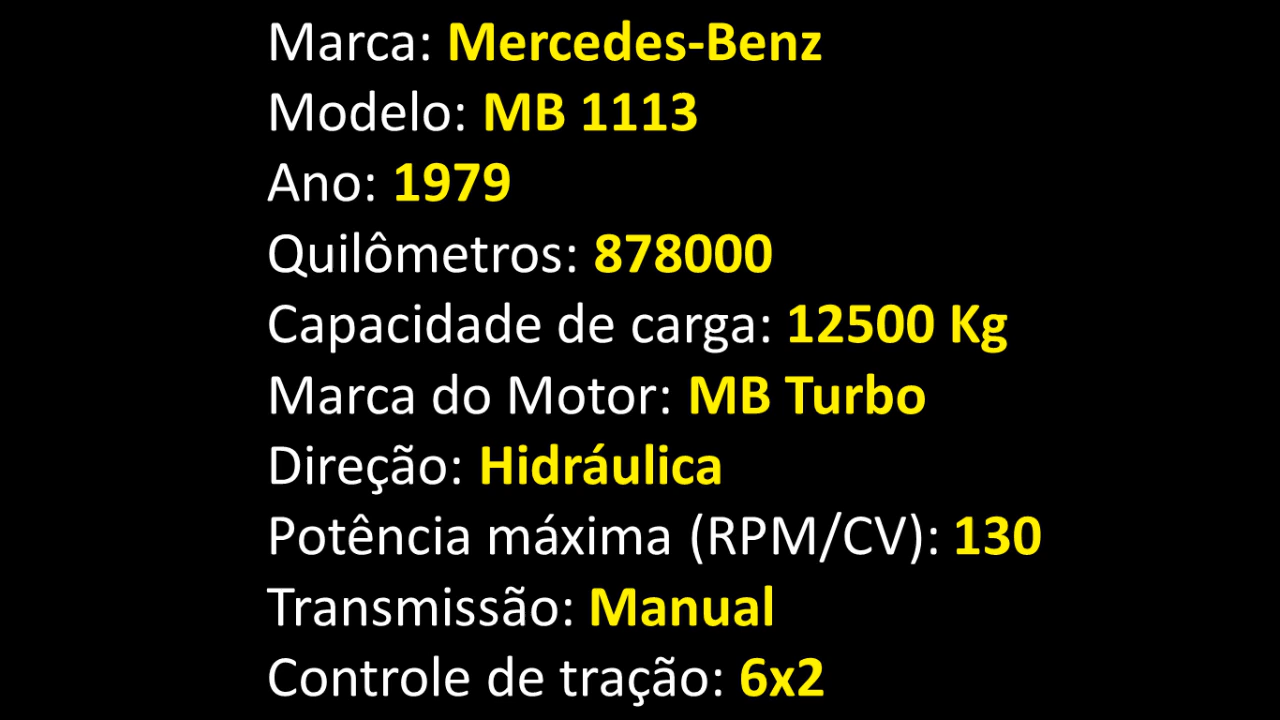 Marca: Mercedes-Benz
Modelo: MB 1113
Ano: 1979
Quilômetros: 878000
Capacidade de carga: 12500 Kg
Marca do Motor: MB Turbo
Direção: Hidráulica
Potência máxima (RPM/CV): 130
Transmissão: Manual
Controle de tração: 6x2